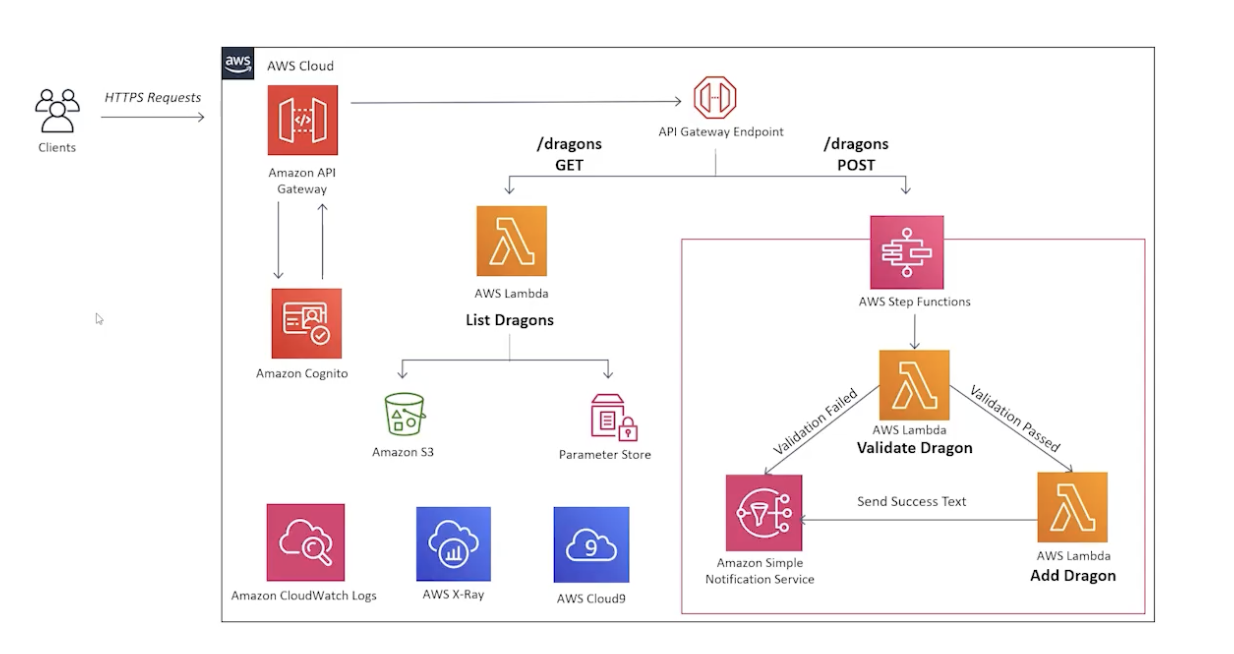 aws
AWS Cloud
HTTPS Requests
Clients
Amazon API
Gateway
API Gateway Endpoint
/dragons
GET
/dragons
POST
AWS Lambda
List Dragons
AWS Step Functions
Amazon Cognito
Amazon S3
Parameter Store
AWS Lambda
Validate Dragon
Validation Failed
Validation Passed
Send Success Text
Amazon Simple
Notification Service
AWS Lambda
Add Dragon
Amazon CloudWatch Logs
AWS X-Ray
9
AWS Cloud9